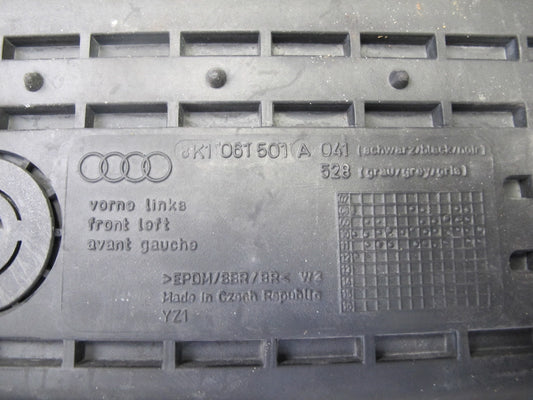 8K1 061 501 A 041 (schwarz/black/noir)
528 (grau/grey/gris)
vorne links
front left
avant gauche
>EPDM/SBR/BR< W3
Made in Czech Republic
YZ1